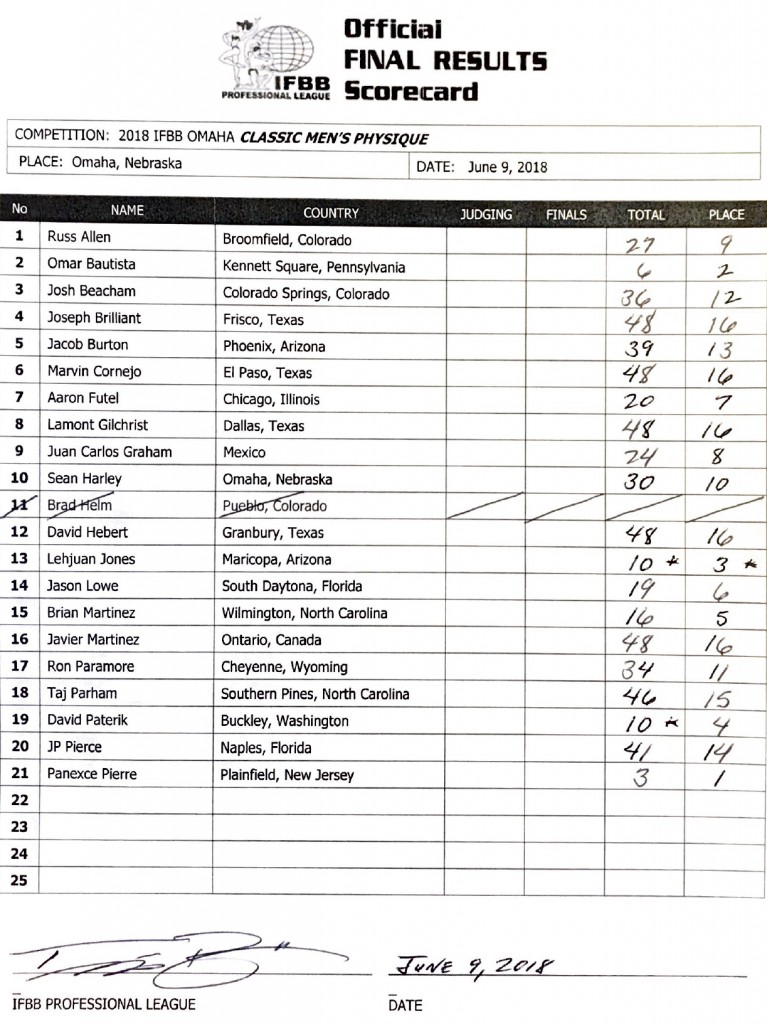 Official
FINAL RESULTS
Scorecard
IFBB
PROFESSIONAL LEAGUE
COMPETITION: 2018 IFBB OMAHA CLASSIC MEN'S PHYSIQUE
PLACE: Omaha, Nebraska DATE: June 9, 2018
No NAME COUNTRY JUDGING FINALS TOTAL PLACE
1 Russ Allen Broomfield, Colorado 27 9
2 Omar Bautista Kennett Square, Pennsylvania 6 2
3 Josh Beacham Colorado Springs, Colorado 36 12
4 Joseph Brilliant Frisco, Texas 48 16
5 Jacob Burton Phoenix, Arizona 39 13
6 Marvin Cornejo El Paso, Texas 48 16
7 Aaron Futel Chicago, Illinois 20 7
8 Lamont Gilchrist Dallas, Texas 48 16
9 Juan Carlos Graham Mexico 24 8
10 Sean Harley Omaha, Nebraska 30 10
11 Brad Helm Pueblo, Colorado
12 David Hebert Granbury, Texas 48 16
13 Lehjuan Jones Maricopa, Arizona 10 * 3 *
14 Jason Lowe South Daytona, Florida 19 6
15 Brian Martinez Wilmington, North Carolina 16 5
16 Javier Martinez Ontario, Canada 48 16
17 Ron Paramore Cheyenne, Wyoming 34 11
18 Taj Parham Southern Pines, North Carolina 46 15
19 David Paterik Buckley, Washington 10 * 4
20 JP Pierce Naples, Florida 41 14
21 Panexce Pierre Plainfield, New Jersey 3 1
22
23
24
25
JUNE 9, 2018
IFBB PROFESSIONAL LEAGUE DATE